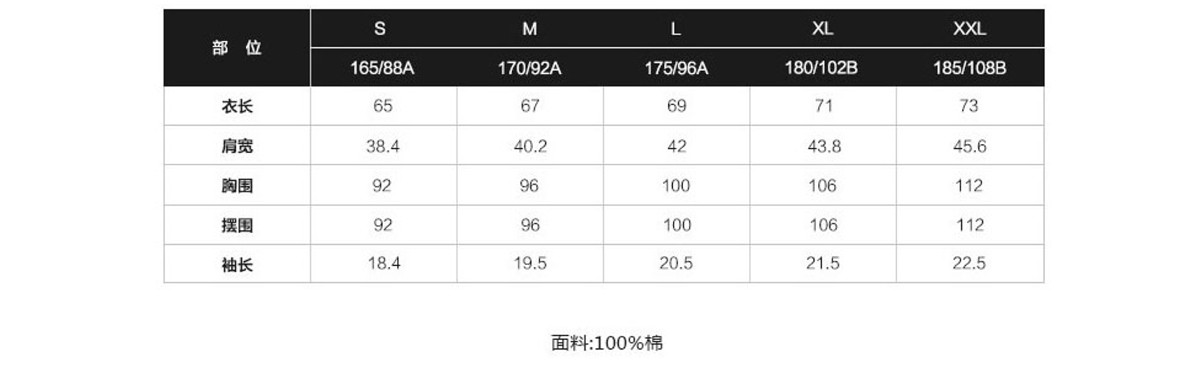 部 位 S M L XL XXL
165/88A 170/92A 175/96A 180/102B 185/108B
衣长 65 67 69 71 73
肩宽 38.4 40.2 42 43.8 45.6
胸围 92 96 100 106 112
摆围 92 96 100 106 112
袖长 18.4 19.5 20.5 21.5 22.5
面料:100%棉